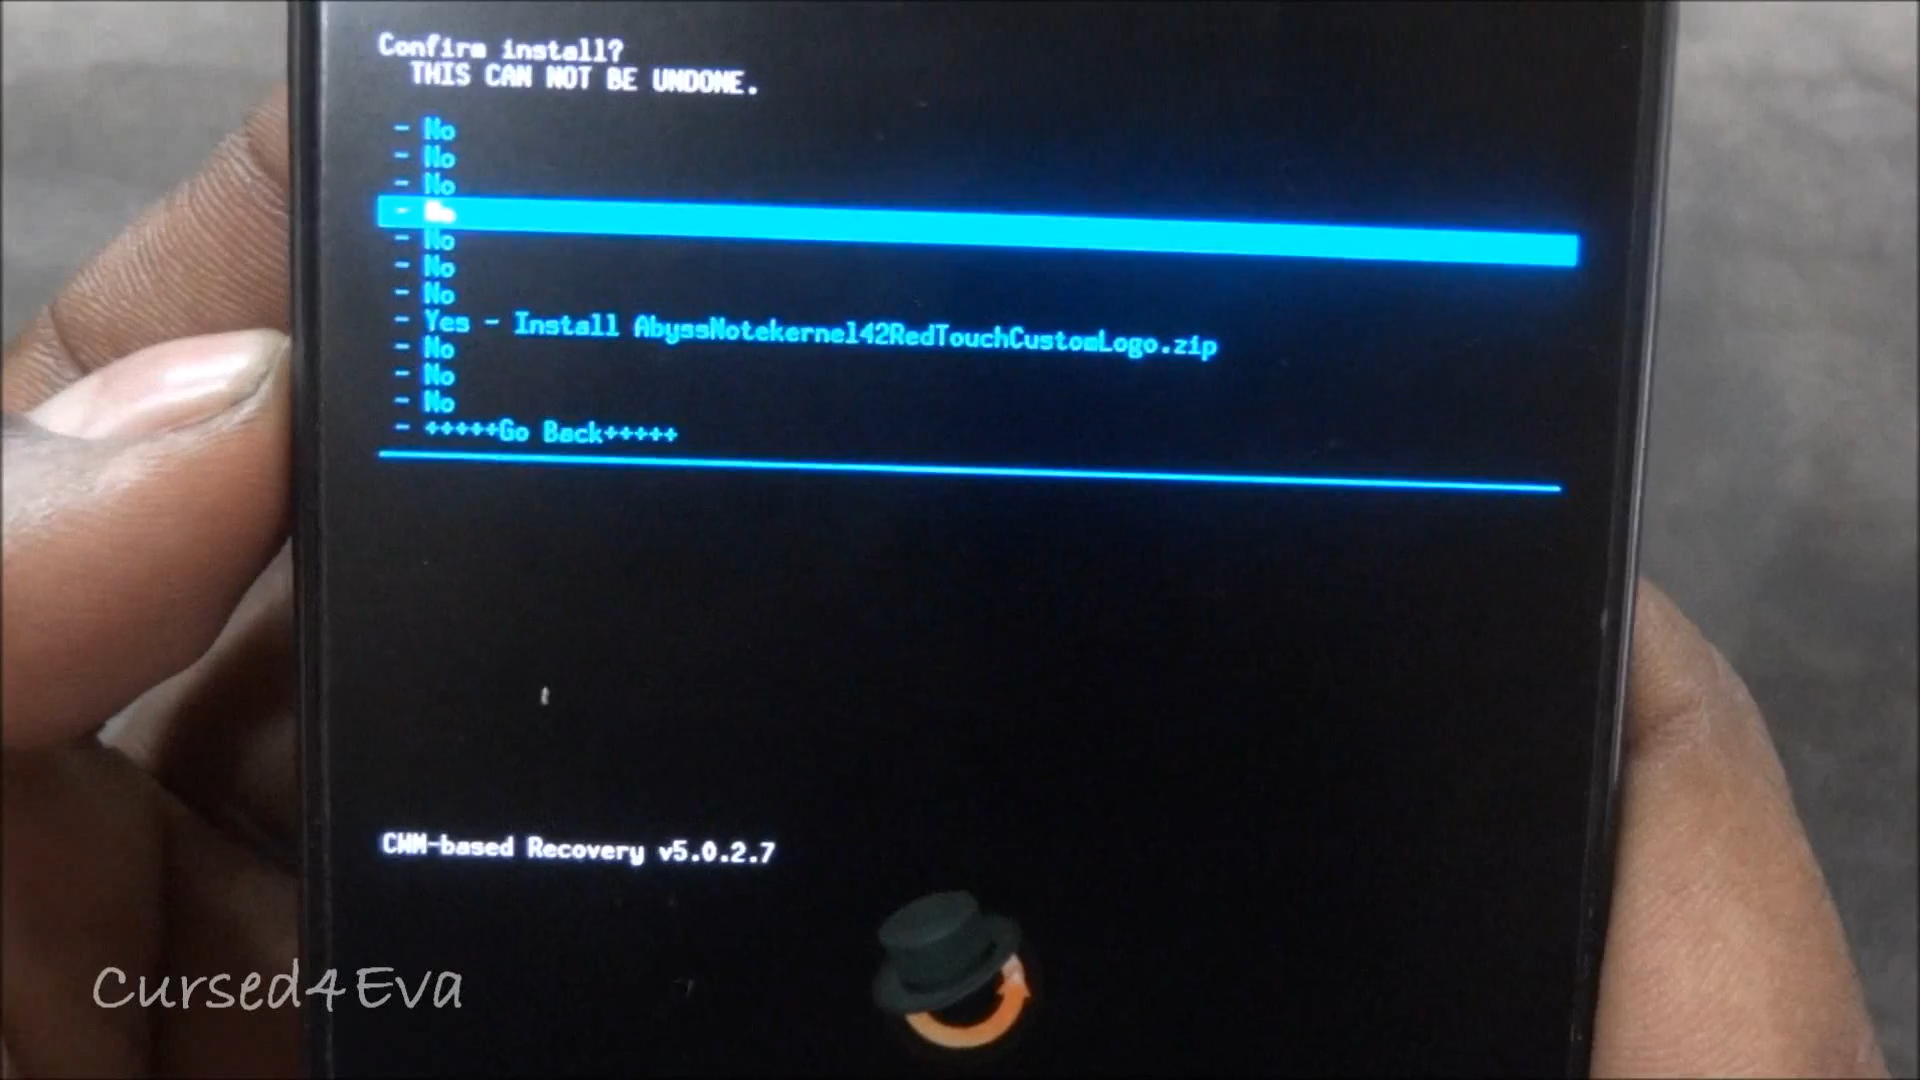 Confirm install?
THIS CAN NOT BE UNDONE.
- No
- No
- No
- No
- No
- No
- No
- Yes - Install AbyssNotekernel42RedTouchCustomLogo.zip
- No
- No
- No
- +++++Go Back+++++
CWM-based Recovery v5.0.2.7
Cursed4Eva